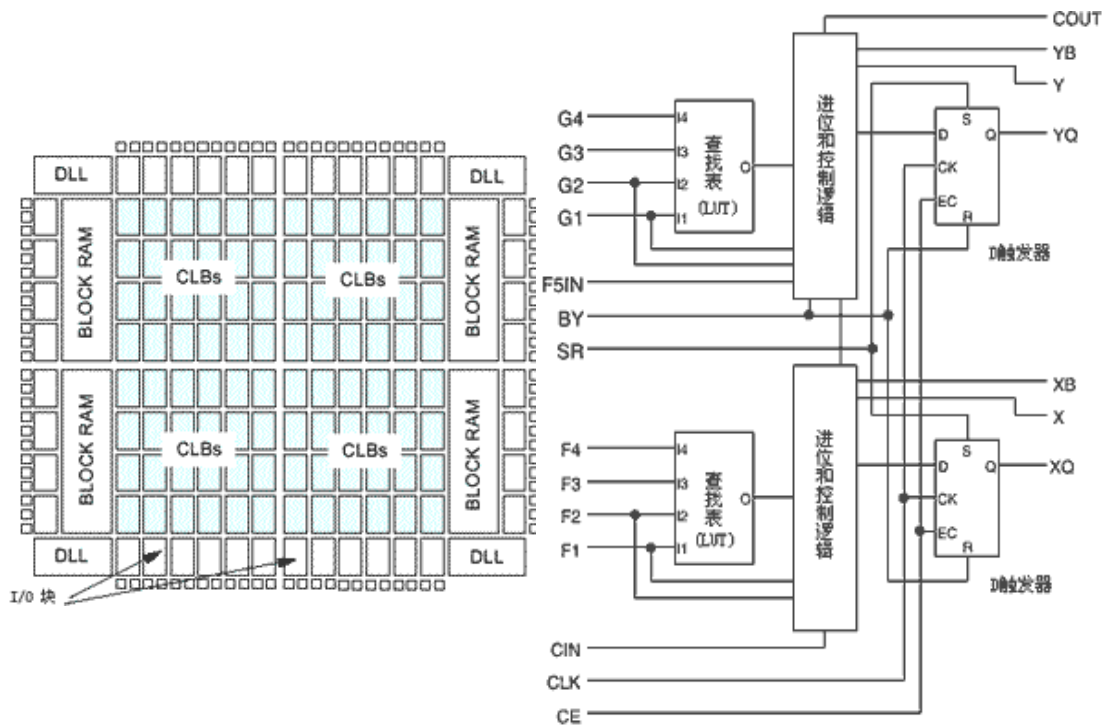 DLL
DLL
BLOCK RAM
CLBs
CLBs
BLOCK RAM
BLOCK RAM
CLBs
CLBs
BLOCK RAM
DLL
DLL
I/O 块
COUT
YB
Y
G4
I4
G3
I3
查找表
(LUT)
O
G2
I2
G1
I1
进位和控制逻辑
S
D
Q
YQ
CK
EC
R
D触发器
F5IN
BY
SR
XB
X
F4
I4
F3
I3
查找表
(LUT)
O
F2
I2
F1
I1
进位和控制逻辑
S
D
Q
XQ
CK
EC
R
D触发器
CIN
CLK
CE